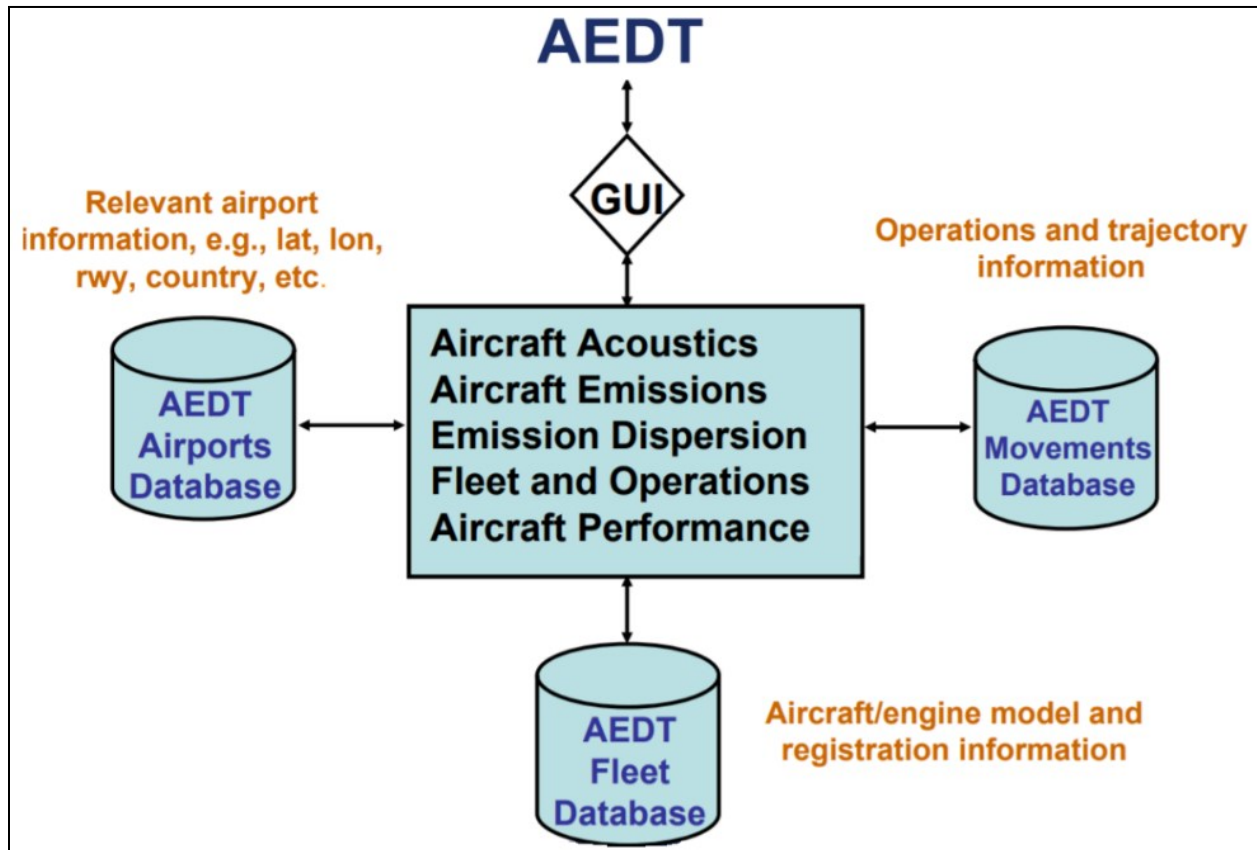 AEDT
GUI
Relevant airport
information, e.g., lat, lon,
rwy, country, etc.
Operations and trajectory
information
AEDT
Airports
Database
Aircraft Acoustics
Aircraft Emissions
Emission Dispersion
Fleet and Operations
Aircraft Performance
AEDT
Movements
Database
AEDT
Fleet
Database
Aircraft/engine model and
registration information